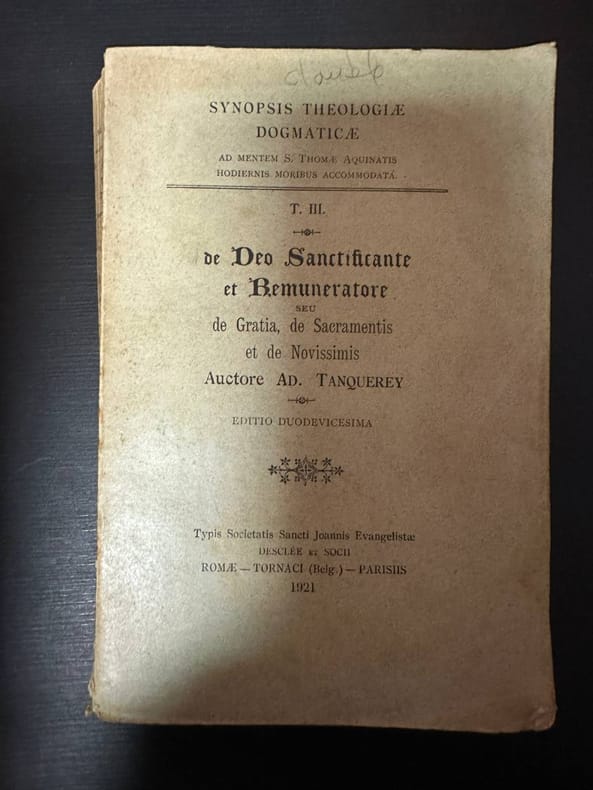 double
SYNOPSIS THEOLOGIÆ
DOGMATICÆ
AD MENTEM S. THOMÆ AQUINATIS
HODIERNIS MORIBUS ACCOMMODATA.
T. III.
de Deo Sanctificante
et Remuneratore
SEU
de Gratia, de Sacramentis
et de Novissimis
Auctore AD. TANQUEREY
EDITIO DUODEVICESIMA
Typis Societatis Sancti Joannis Evangelistæ
DESCLÉE ET SOCII
ROMÆ — TORNACI (Belg.) — PARISIIS
1921